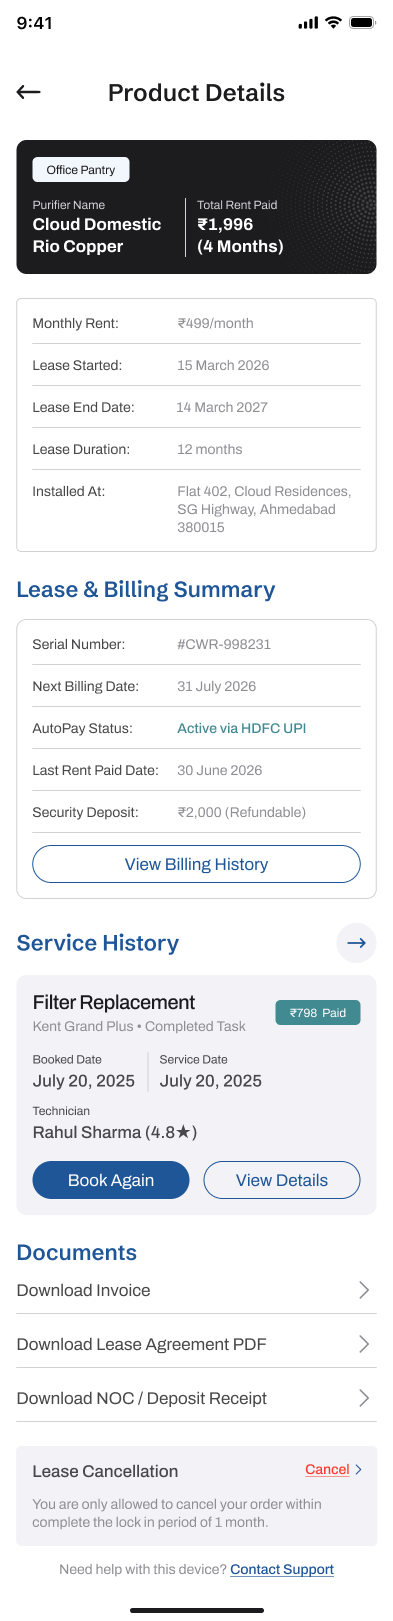 9:41
Product Details
Office Pantry
Purifier Name
Cloud Domestic
Rio Copper
Total Rent Paid
₹1,996
(4 Months)
Monthly Rent: ₹499/month
Lease Started: 15 March 2026
Lease End Date: 14 March 2027
Lease Duration: 12 months
Installed At: Flat 402, Cloud Residences,
SG Highway, Ahmedabad
380015
Lease & Billing Summary
Serial Number: #CWR-998231
Next Billing Date: 31 July 2026
AutoPay Status: Active via HDFC UPI
Last Rent Paid Date: 30 June 2026
Security Deposit: ₹2,000 (Refundable)
View Billing History
Service History
Filter Replacement
₹798 Paid
Kent Grand Plus • Completed Task
Booked Date
July 20, 2025
Service Date
July 20, 2025
Technician
Rahul Sharma (4.8★)
Book Again
View Details
Documents
Download Invoice
Download Lease Agreement PDF
Download NOC / Deposit Receipt
Lease Cancellation
Cancel
You are only allowed to cancel your order within
complete the lock in period of 1 month.
Need help with this device? Contact Support